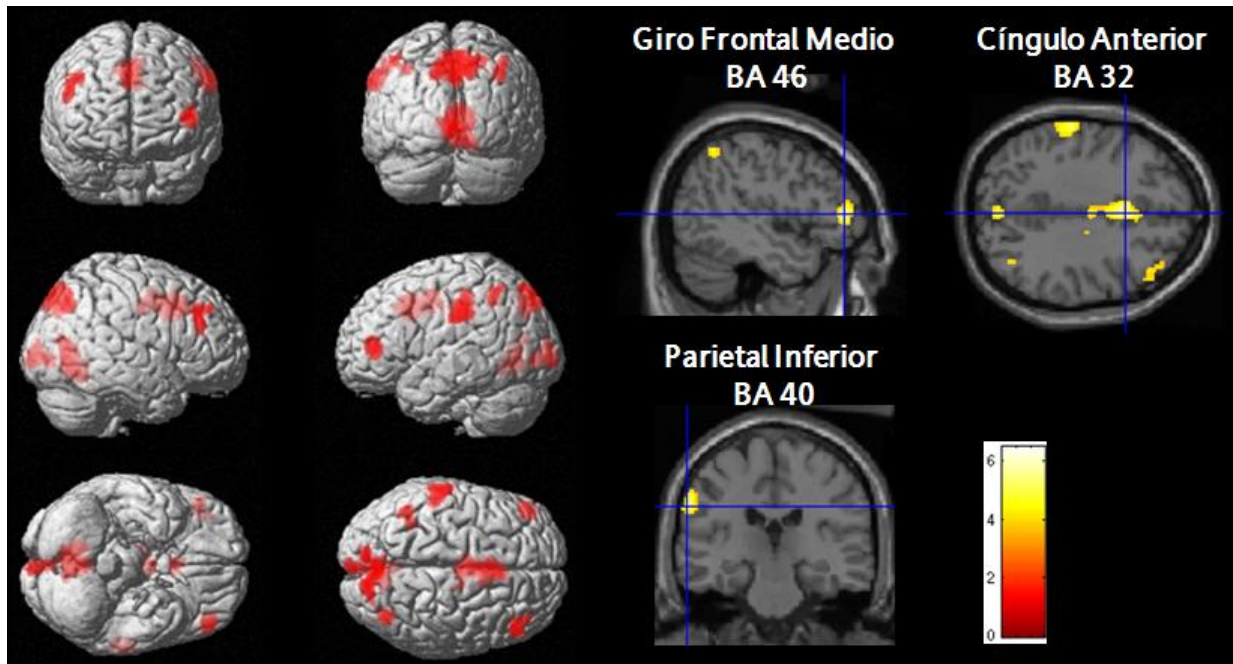 Giro Frontal Medio
BA 46
Cíngulo Anterior
BA 32
Parietal Inferior
BA 40
6
4
2
0